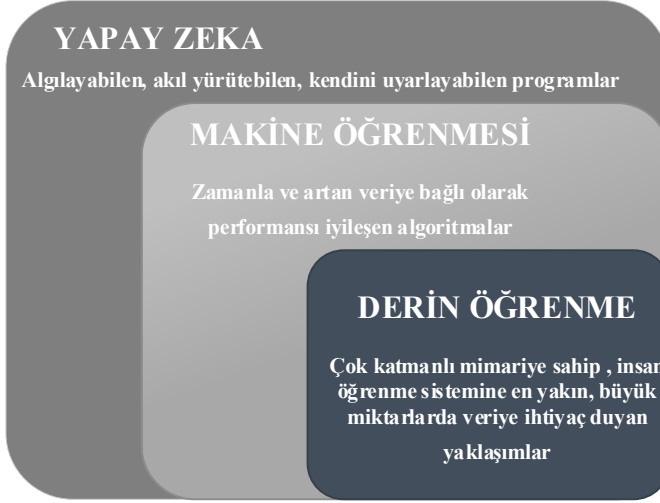 YAPAY ZEKA
Algılayabilen, akıl yürütebilen, kendini uyarlayabilen programlar
MAKİNE ÖĞRENMESİ
Zamanla ve artan veriye bağlı olarak
performansı iyileşen algoritmalar
DERİN ÖĞRENME
Çok katmanlı mimariye sahip , insan
öğrenme sistemine en yakın, büyük
miktarlarda veriye ihtiyaç duyan
yaklaşımlar